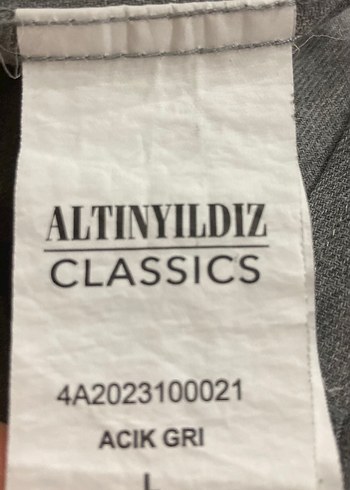 ALTINYILDIZ
CLASSICS
4A2023100021
ACIK GRI
L